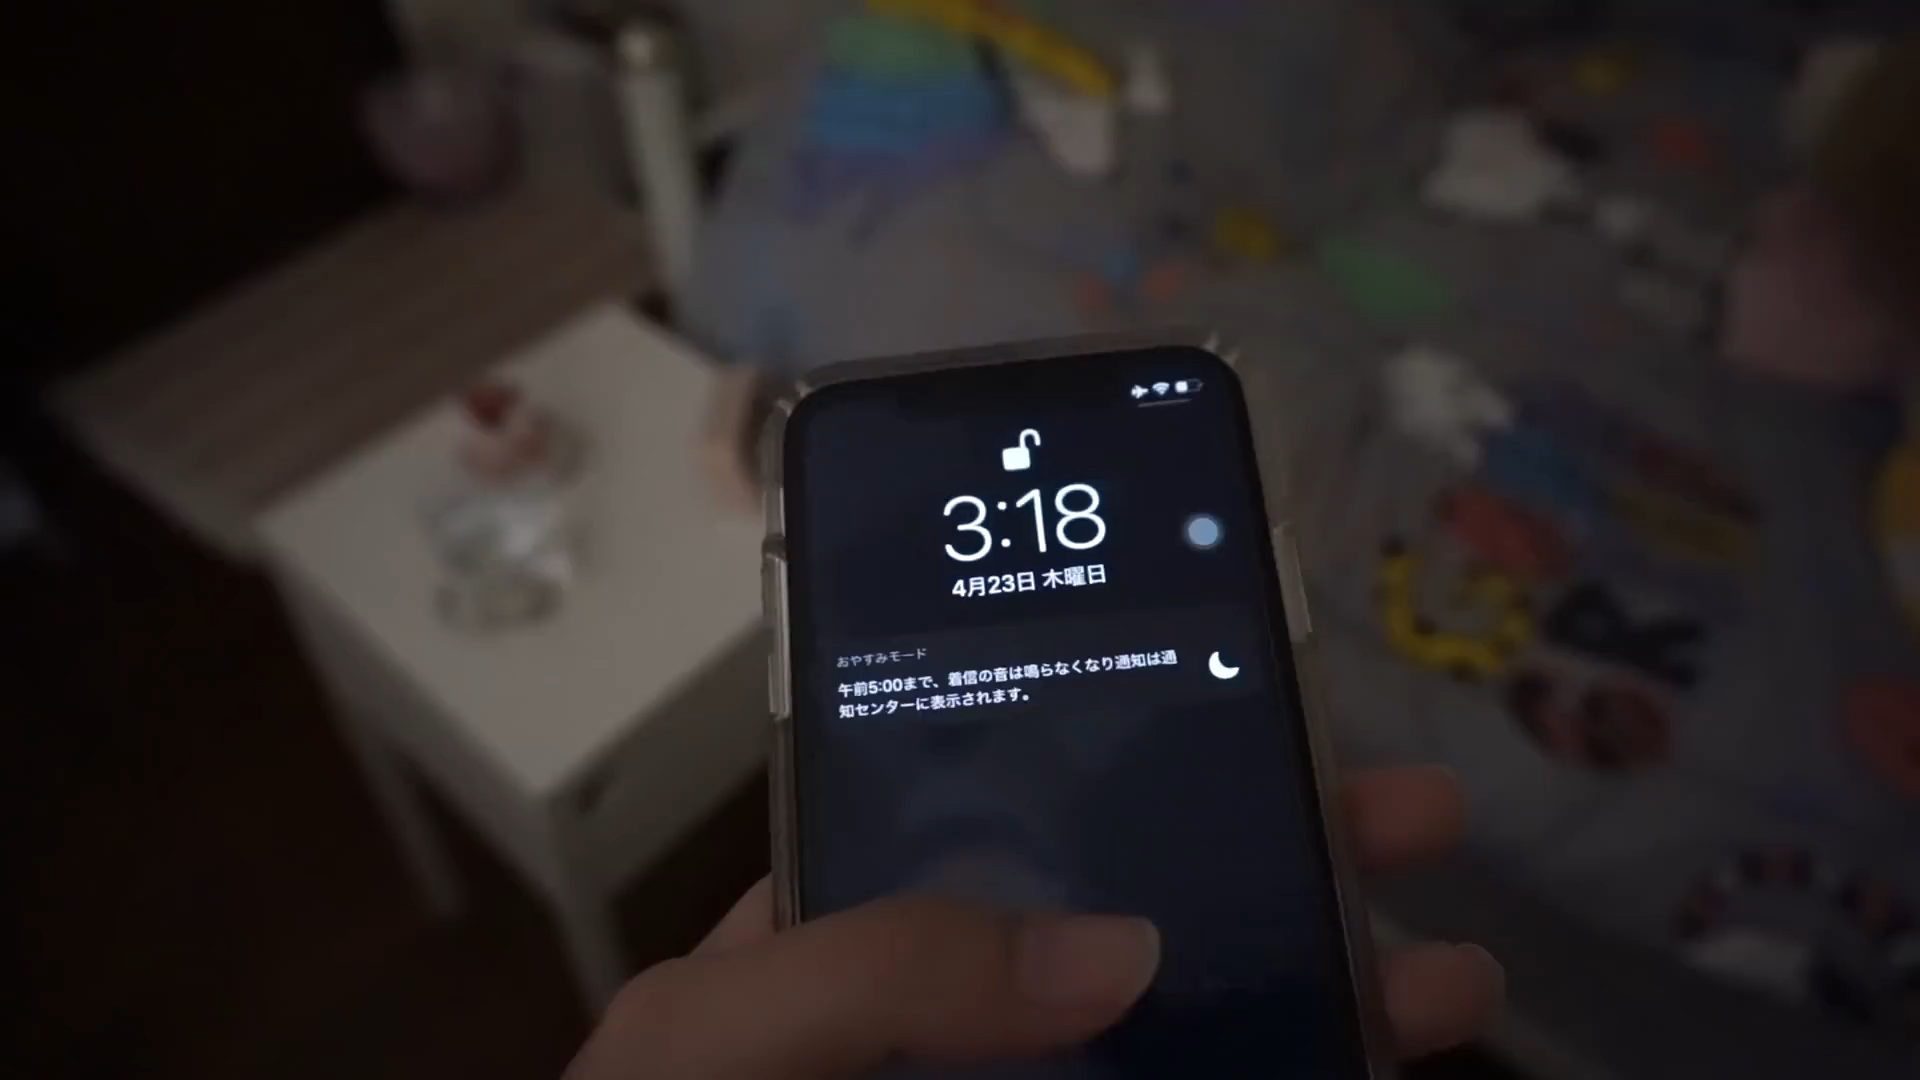 3:18
4月23日 木曜日
おやすみモード
午前5:00まで、着信の音は鳴らなくなり通知は通
知センターに表示されます。